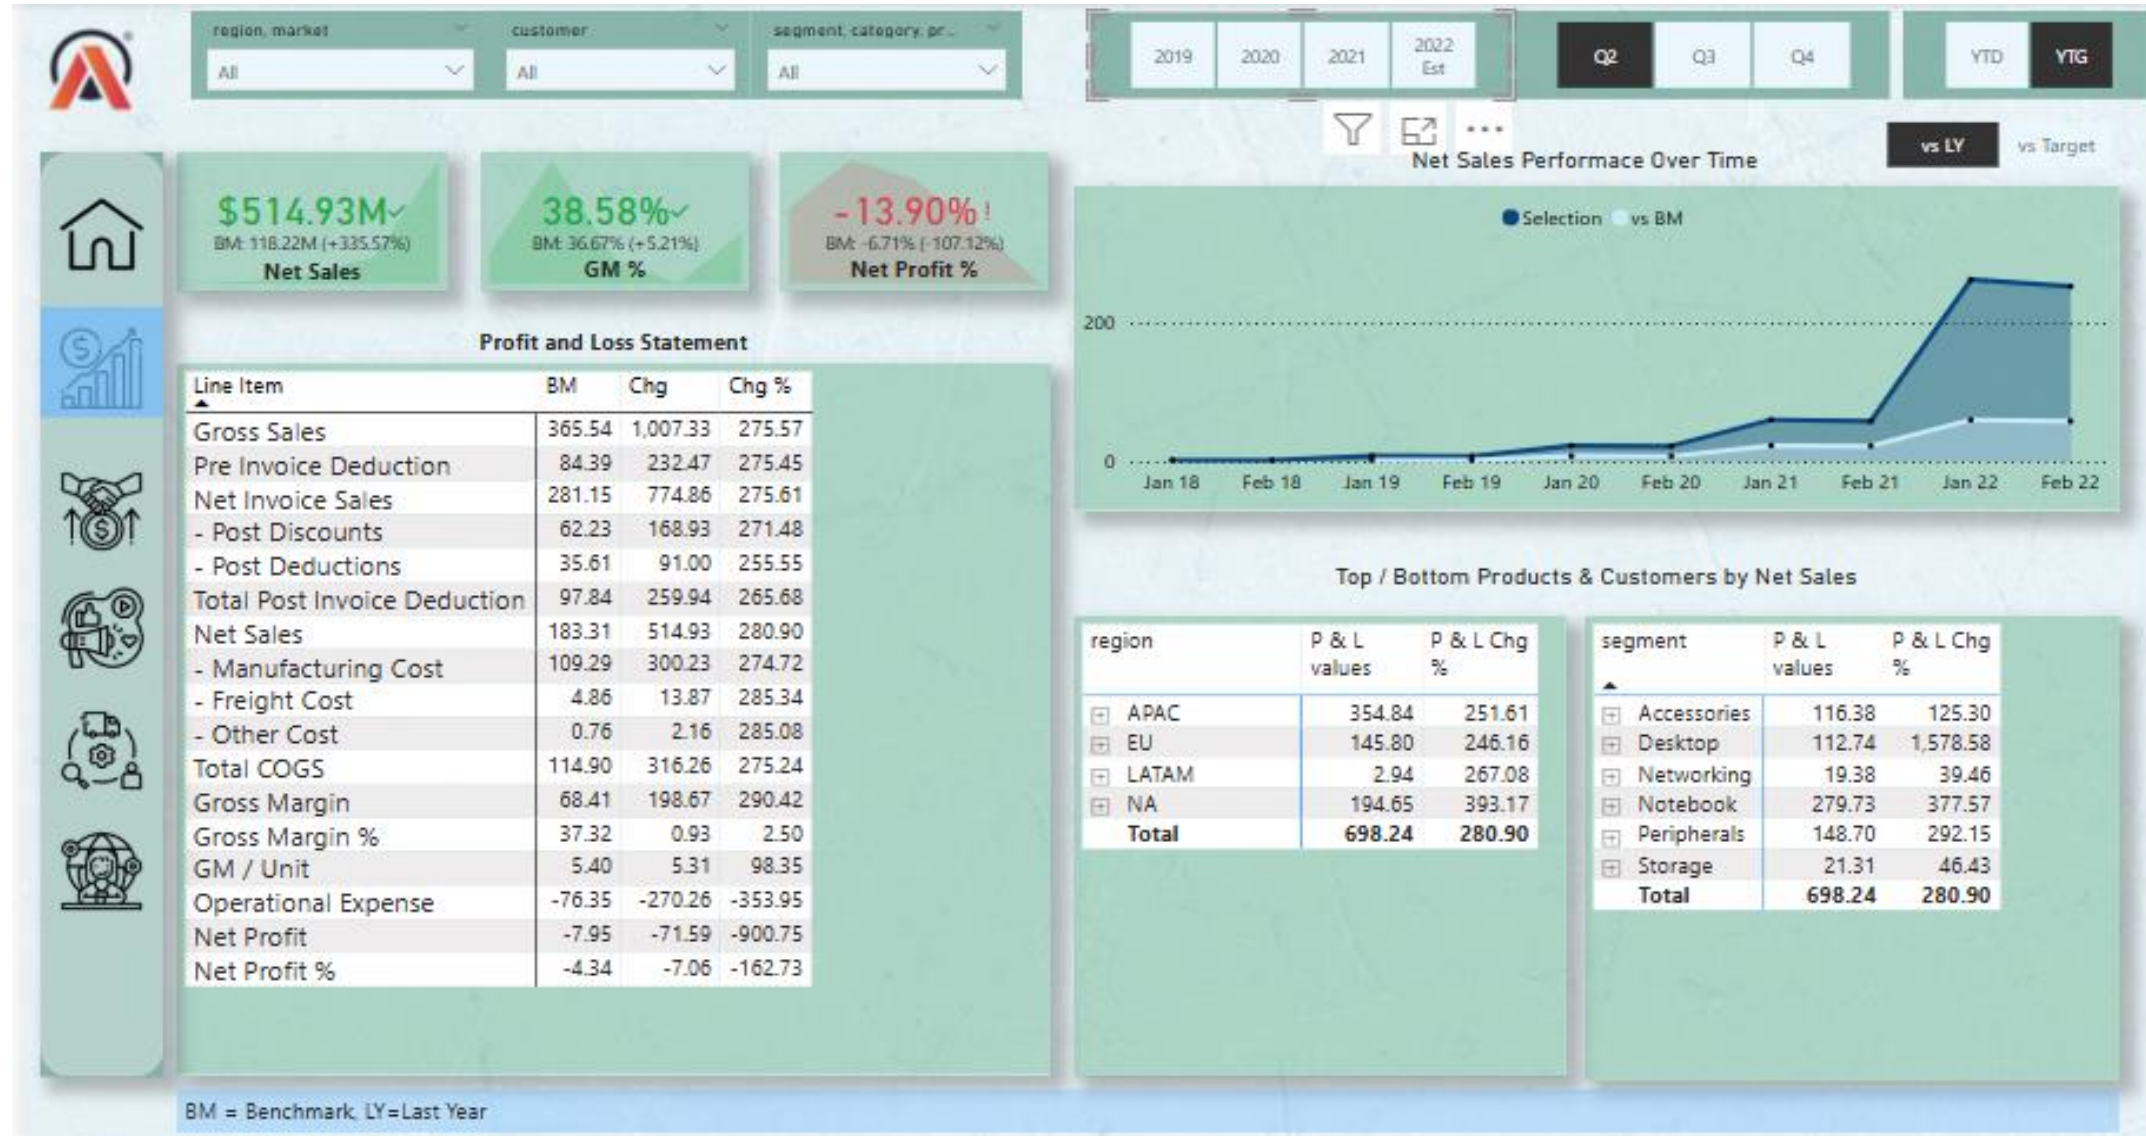 region, market
customer
segment, category, pr...
All
All
All
2019
2020
2021
2022
Est
Q2
Q3
Q4
YTD
YTG
vs LY
vs Target
$514.93M
BM: 118.22M (+335.57%)
Net Sales
38.58%
BM: 36.67% (+5.21%)
GM %
-13.90%!
BM: -6.71% (-107.12%)
Net Profit %
Net Sales Performace Over Time
Selection vs BM
200
0
Jan 18 Feb 18 Jan 19 Feb 19 Jan 20 Feb 20 Jan 21 Feb 21 Jan 22 Feb 22
Profit and Loss Statement
Line Item BM Chg Chg %
Gross Sales 365.54 1,007.33 275.57
Pre Invoice Deduction 84.39 232.47 275.45
Net Invoice Sales 281.15 774.86 275.61
- Post Discounts 62.23 168.93 271.48
- Post Deductions 35.61 91.00 255.55
Total Post Invoice Deduction 97.84 259.94 265.68
Net Sales 183.31 514.93 280.90
- Manufacturing Cost 109.29 300.23 274.72
- Freight Cost 4.86 13.87 285.34
- Other Cost 0.76 2.16 285.08
Total COGS 114.90 316.26 275.24
Gross Margin 68.41 198.67 290.42
Gross Margin % 37.32 0.93 2.50
GM / Unit 5.40 5.31 98.35
Operational Expense -76.35 -270.26 -353.95
Net Profit -7.95 -71.59 -900.75
Net Profit % -4.34 -7.06 -162.73
Top / Bottom Products & Customers by Net Sales
region P & L values P & L Chg %
APAC 354.84 251.61
EU 145.80 246.16
LATAM 2.94 267.08
NA 194.65 393.17
Total 698.24 280.90
segment P & L values P & L Chg %
Accessories 116.38 125.30
Desktop 112.74 1,578.58
Networking 19.38 39.46
Notebook 279.73 377.57
Peripherals 148.70 292.15
Storage 21.31 46.43
Total 698.24 280.90
BM = Benchmark, LY=Last Year